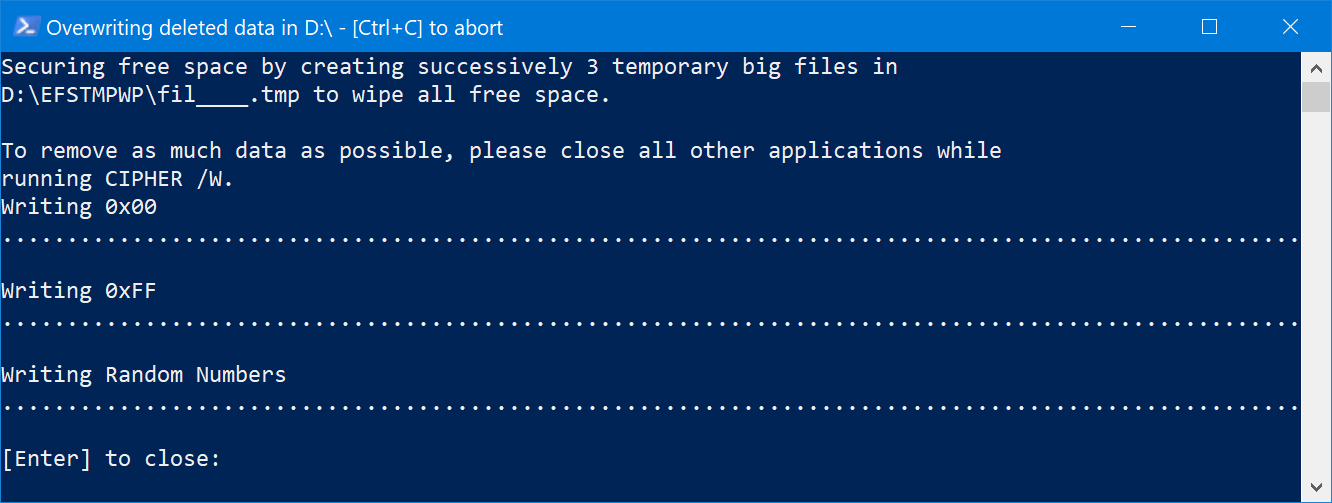 Overwriting deleted data in D:\ - [Ctrl+C] to abort
Securing free space by creating successively 3 temporary big files in
D:\EFSTMPWP\fil____.tmp to wipe all free space.
To remove as much data as possible, please close all other applications while
running CIPHER /W.
Writing 0x00
....................................................................................................
Writing 0xFF
....................................................................................................
Writing Random Numbers
....................................................................................................
[Enter] to close: